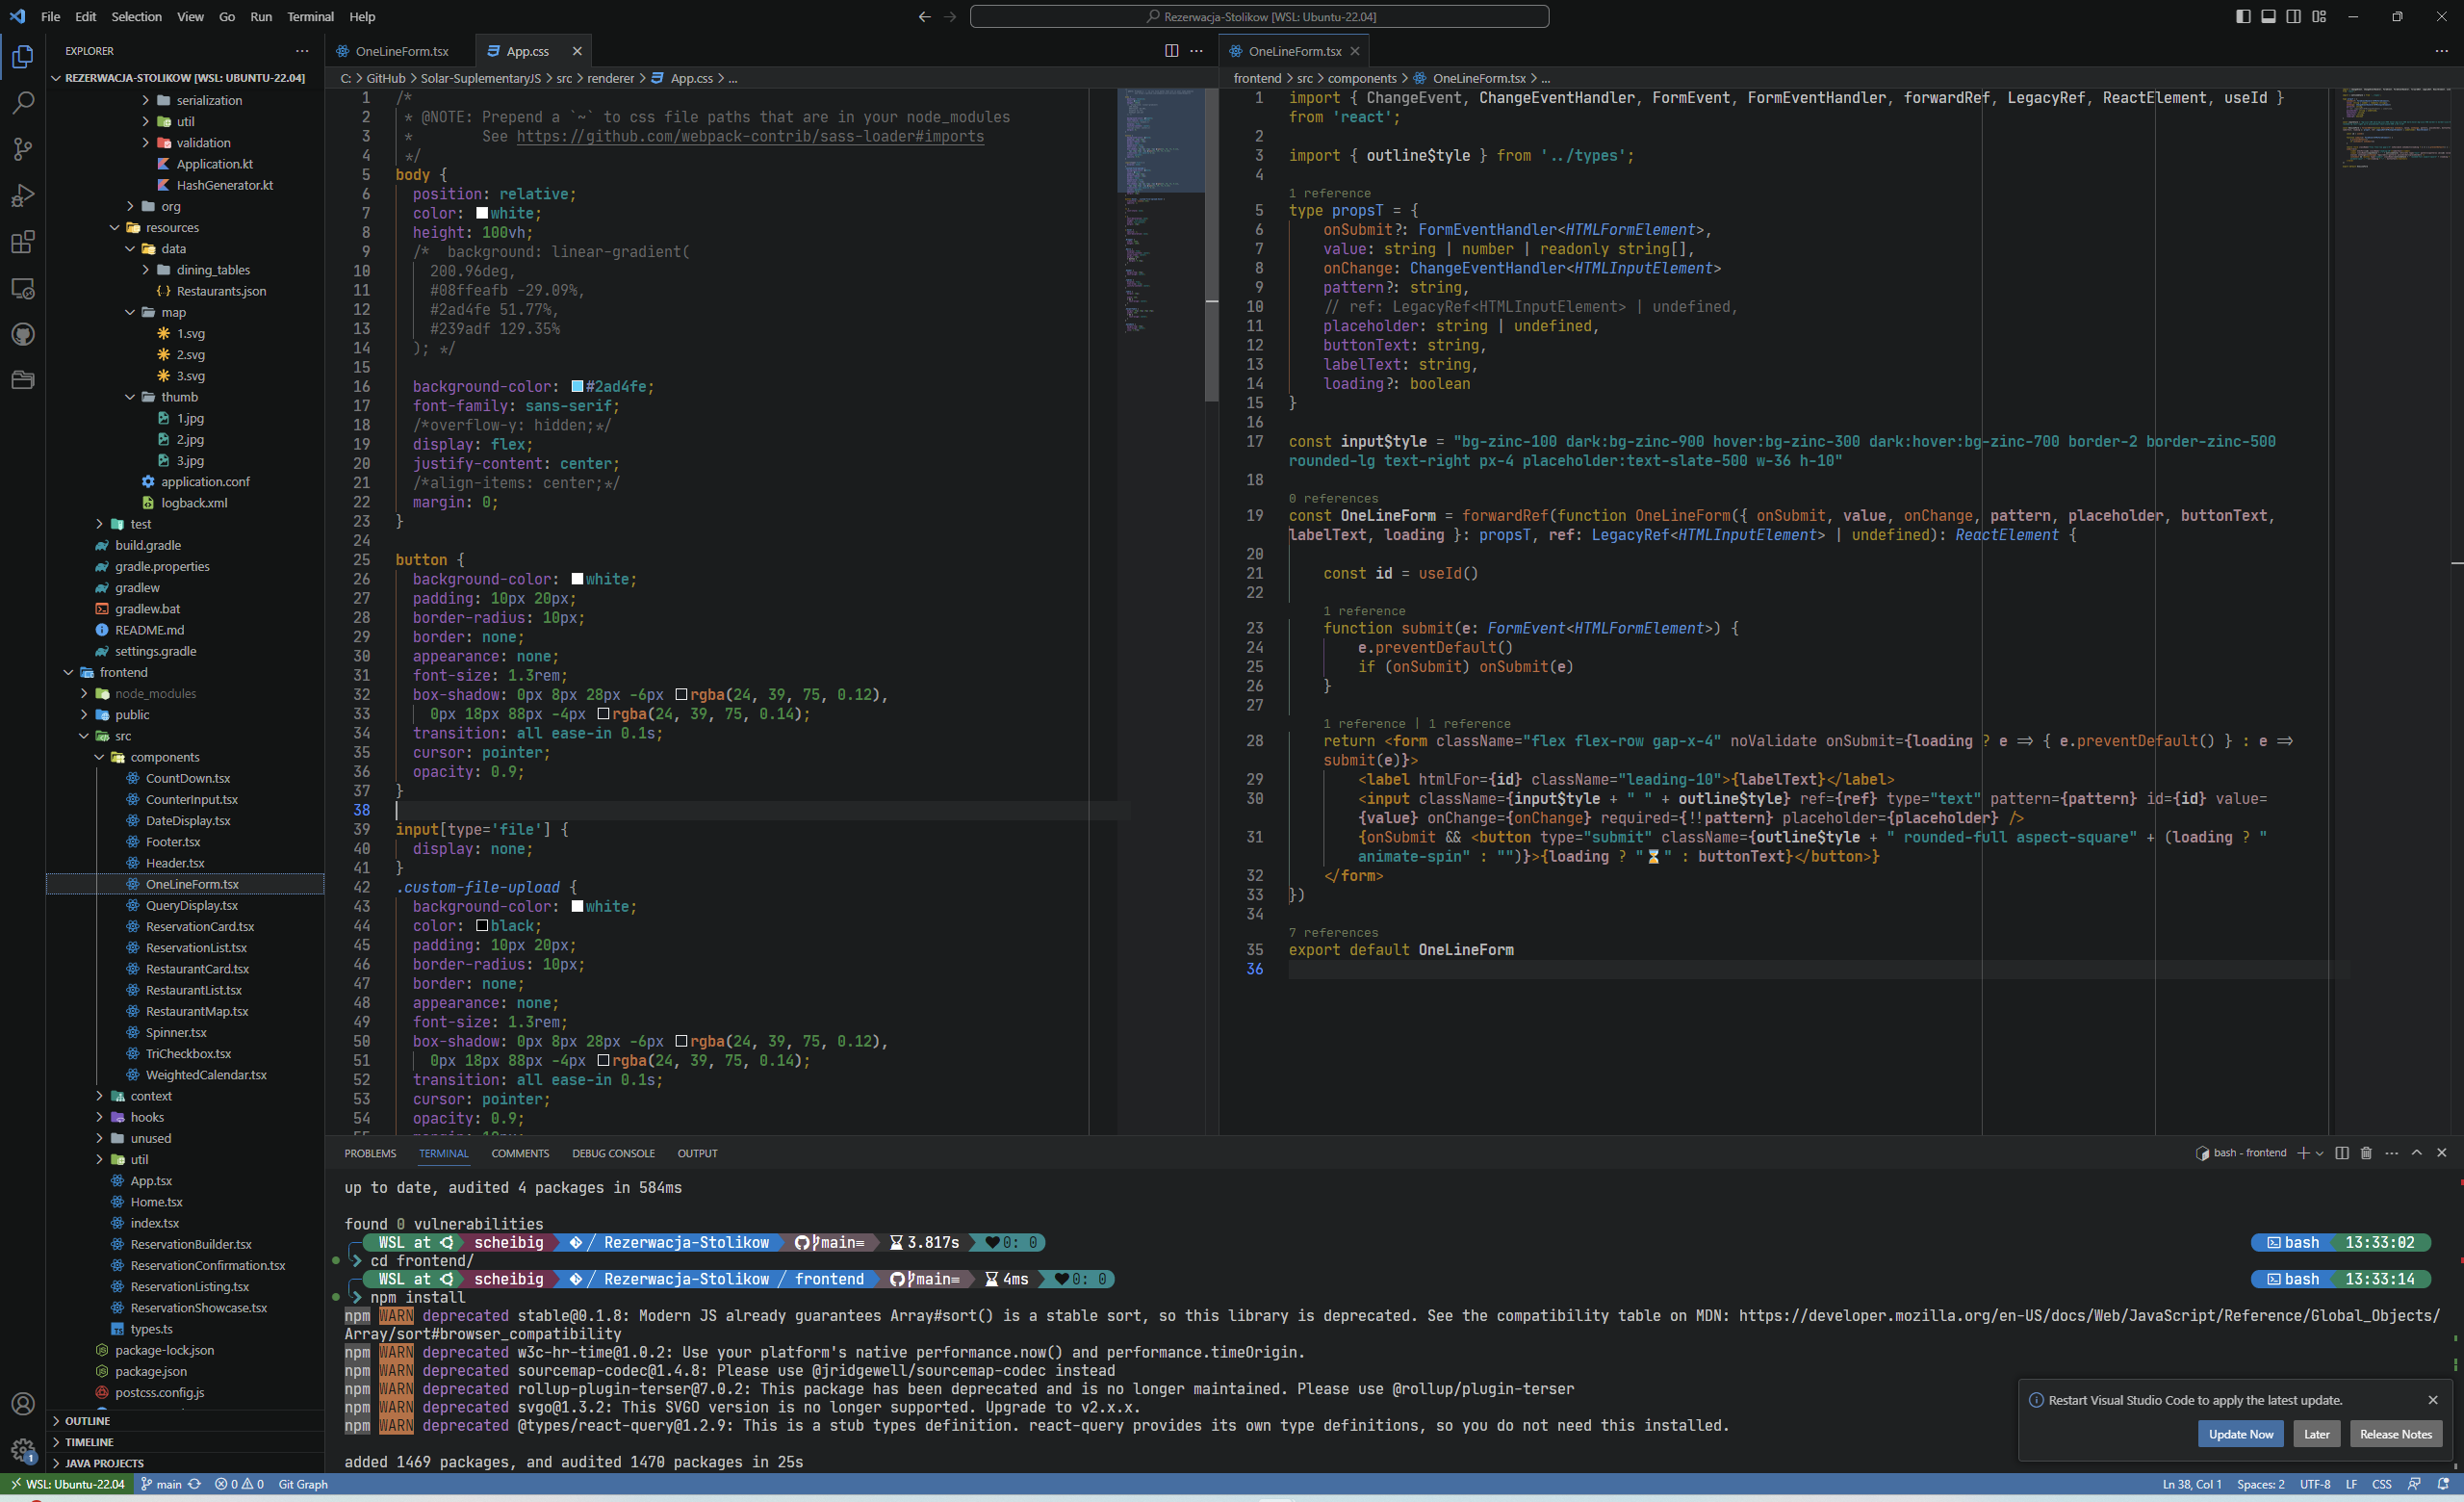 File Edit Selection View Go Run Terminal Help
Rezerwacja-Stolikow [WSL: Ubuntu-22.04]
EXPLORER
REZERWACJA-STOLIKOW [WSL: UBUNTU-22.04]
serialization
util
validation
Application.kt
HashGenerator.kt
org
resources
data
dining_tables
Restaurants.json
map
1.svg
2.svg
3.svg
thumb
1.jpg
2.jpg
3.jpg
application.conf
logback.xml
test
build.gradle
gradle.properties
gradlew
gradlew.bat
README.md
settings.gradle
frontend
node_modules
public
src
components
CountDown.tsx
CounterInput.tsx
DateDisplay.tsx
Footer.tsx
Header.tsx
OneLineForm.tsx
QueryDisplay.tsx
ReservationCard.tsx
ReservationList.tsx
RestaurantCard.tsx
RestaurantList.tsx
RestaurantMap.tsx
Spinner.tsx
TriCheckbox.tsx
WeightedCalendar.tsx
context
hooks
unused
util
App.tsx
Home.tsx
index.tsx
ReservationBuilder.tsx
ReservationConfirmation.tsx
ReservationListing.tsx
ReservationShowcase.tsx
types.ts
package-lock.json
package.json
postcss.config.js
OUTLINE
TIMELINE
JAVA PROJECTS
OneLineForm.tsx App.css
C: > GitHub > Solar-SuplementaryJS > src > renderer > App.css > ...
1 /*
2 * @NOTE: Prepend a `~` to css file paths that are in your node_modules
3 * See https://github.com/webpack-contrib/sass-loader#imports
4 */
5 body {
6 position: relative;
7 color: white;
8 height: 100vh;
9 /* background: linear-gradient(
10 200.96deg,
11 #08ffeafb -29.09%,
12 #2ad4fe 51.77%,
13 #239adf 129.35%
14 ); */
15
16 background-color: #2ad4fe;
17 font-family: sans-serif;
18 /*overflow-y: hidden;*/
19 display: flex;
20 justify-content: center;
21 /*align-items: center;*/
22 margin: 0;
23 }
24
25 button {
26 background-color: white;
27 padding: 10px 20px;
28 border-radius: 10px;
29 border: none;
30 appearance: none;
31 font-size: 1.3rem;
32 box-shadow: 0px 8px 28px -6px rgba(24, 39, 75, 0.12),
33 0px 18px 88px -4px rgba(24, 39, 75, 0.14);
34 transition: all ease-in 0.1s;
35 cursor: pointer;
36 opacity: 0.9;
37 }
38
39 input[type='file'] {
40 display: none;
41 }
42 .custom-file-upload {
43 background-color: white;
44 color: black;
45 padding: 10px 20px;
46 border-radius: 10px;
47 border: none;
48 appearance: none;
49 font-size: 1.3rem;
50 box-shadow: 0px 8px 28px -6px rgba(24, 39, 75, 0.12),
51 0px 18px 88px -4px rgba(24, 39, 75, 0.14);
52 transition: all ease-in 0.1s;
53 cursor: pointer;
54 opacity: 0.9;
OneLineForm.tsx
frontend > src > components > OneLineForm.tsx > ...
1 import { ChangeEvent, ChangeEventHandler, FormEvent, FormEventHandler, forwardRef, LegacyRef, ReactElement, useId }
from 'react';
2
3 import { outline$tyle } from '../types';
4
1 reference
5 type propsT = {
6 onSubmit?: FormEventHandler<HTMLFormElement>,
7 value: string | number | readonly string[],
8 onChange: ChangeEventHandler<HTMLInputElement>
9 pattern?: string,
10 // ref: LegacyRef<HTMLInputElement> | undefined,
11 placeholder: string | undefined,
12 buttonText: string,
13 labelText: string,
14 loading?: boolean
15 }
16
17 const input$tyle = "bg-zinc-100 dark:bg-zinc-900 hover:bg-zinc-300 dark:hover:bg-zinc-700 border-2 border-zinc-500
rounded-lg text-right px-4 placeholder:text-slate-500 w-36 h-10"
18
0 references
19 const OneLineForm = forwardRef(function OneLineForm({ onSubmit, value, onChange, pattern, placeholder, buttonText,
labelText, loading }: propsT, ref: LegacyRef<HTMLInputElement> | undefined): ReactElement {
20
21 const id = useId()
22
1 reference
23 function submit(e: FormEvent<HTMLFormElement>) {
24 e.preventDefault()
25 if (onSubmit) onSubmit(e)
26 }
27
1 reference | 1 reference
28 return <form className="flex flex-row gap-x-4" noValidate onSubmit={loading ? e => { e.preventDefault() } : e =>
submit(e)}>
29 <label htmlFor={id} className="leading-10">{labelText}</label>
30 <input className={input$tyle + " " + outline$tyle} ref={ref} type="text" pattern={pattern} id={id} value=
{value} onChange={onChange} required={!!pattern} placeholder={placeholder} />
31 {onSubmit && <button type="submit" className={outline$tyle + " rounded-full aspect-square" + (loading ? "
animate-spin" : "")}>{loading ? "⌛" : buttonText}</button>}
32 </form>
33 })
34
7 references
35 export default OneLineForm
36
PROBLEMS TERMINAL COMMENTS DEBUG CONSOLE OUTPUT
bash - frontend
up to date, audited 4 packages in 584ms
found 0 vulnerabilities
WSL at scheibig / Rezerwacja-Stolikow main≡ 3.817s 0: 0 bash 13:33:02
cd frontend/
WSL at scheibig / Rezerwacja-Stolikow / frontend main≡ 4ms 0: 0 bash 13:33:14
npm install
npm WARN deprecated stable@0.1.8: Modern JS already guarantees Array#sort() is a stable sort, so this library is deprecated. See the compatibility table on MDN: https://developer.mozilla.org/en-US/docs/Web/JavaScript/Reference/Global_Objects/
Array/sort#browser_compatibility
npm WARN deprecated w3c-hr-time@1.0.2: Use your platform's native performance.now() and performance.timeOrigin.
npm WARN deprecated sourcemap-codec@1.4.8: Please use @jridgewell/sourcemap-codec instead
npm WARN deprecated rollup-plugin-terser@7.0.2: This package has been deprecated and is no longer maintained. Please use @rollup/plugin-terser
npm WARN deprecated svgo@1.3.2: This SVGO version is no longer supported. Upgrade to v2.x.x.
npm WARN deprecated @types/react-query@1.2.9: This is a stub types definition. react-query provides its own type definitions, so you do not need this installed.
added 1469 packages, and audited 1470 packages in 25s
Restart Visual Studio Code to apply the latest update.
Update Now Later Release Notes
WSL: Ubuntu-22.04 main 0 0 Git Graph
Ln 38, Col 1 Spaces: 2 UTF-8 LF CSS